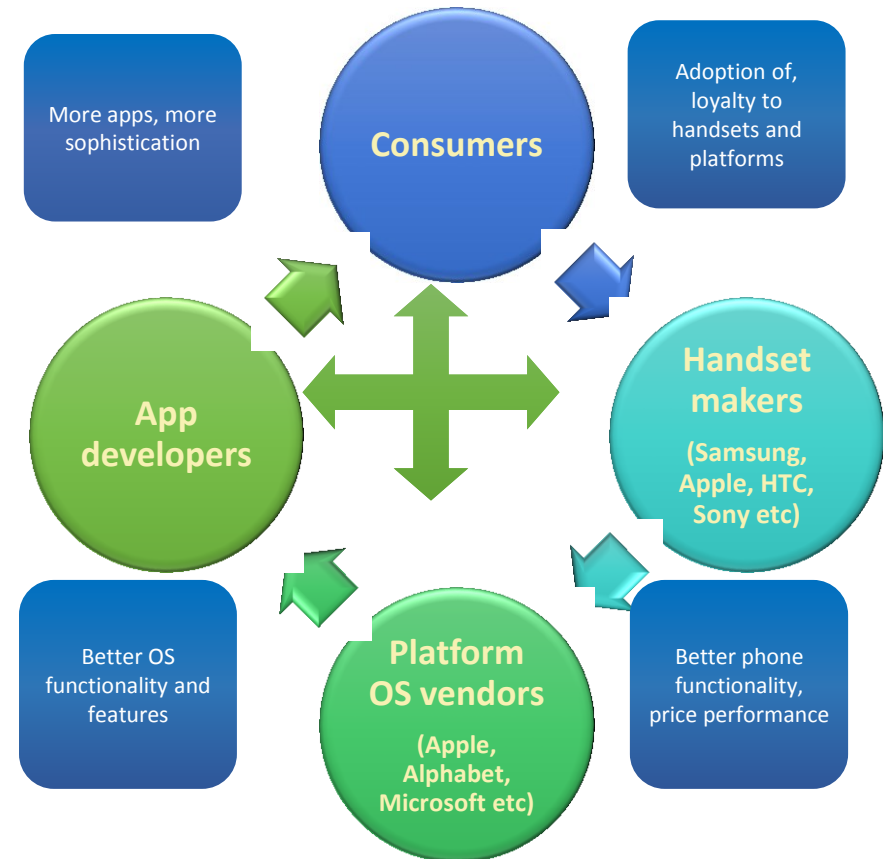 More apps, more
sophistication
Consumers
Adoption of,
loyalty to
handsets and
platforms
App
developers
Handset
makers
(Samsung,
Apple, HTC,
Sony etc)
Better OS
functionality and
features
Platform
OS vendors
(Apple,
Alphabet,
Microsoft etc)
Better phone
functionality,
price performance